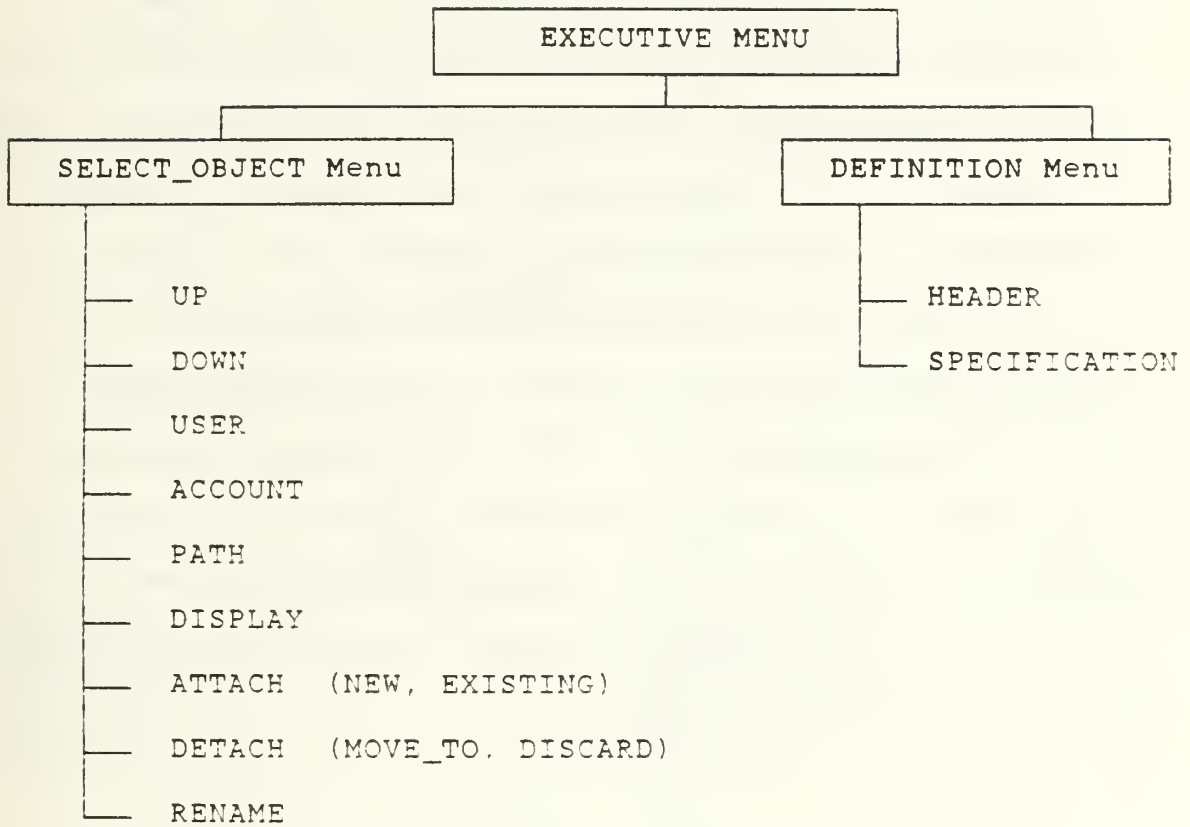 EXECUTIVE MENU
SELECT_OBJECT Menu
DEFINITION Menu
UP
DOWN
USER
ACCOUNT
PATH
DISPLAY
ATTACH (NEW, EXISTING)
DETACH (MOVE_TO, DISCARD)
RENAME
HEADER
SPECIFICATION